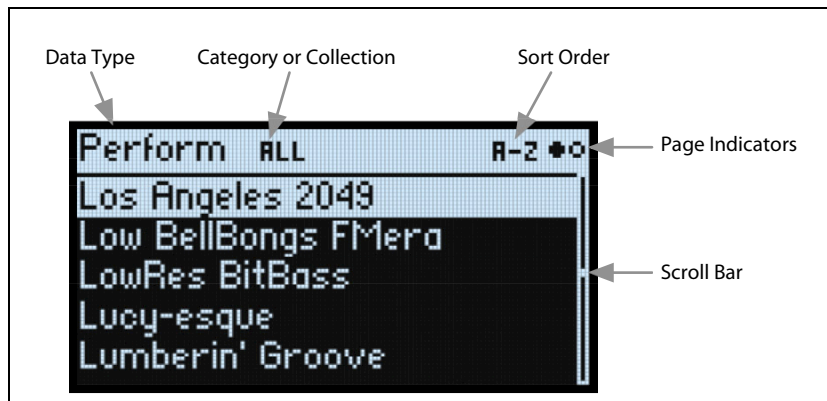 Data Type Category or Collection Sort Order
Perform ALL A-Z
Page Indicators
Los Angeles 2049
Low BellBongs FMera
LowRes BitBass
Scroll Bar
Lucy-esque
Lumberin' Groove